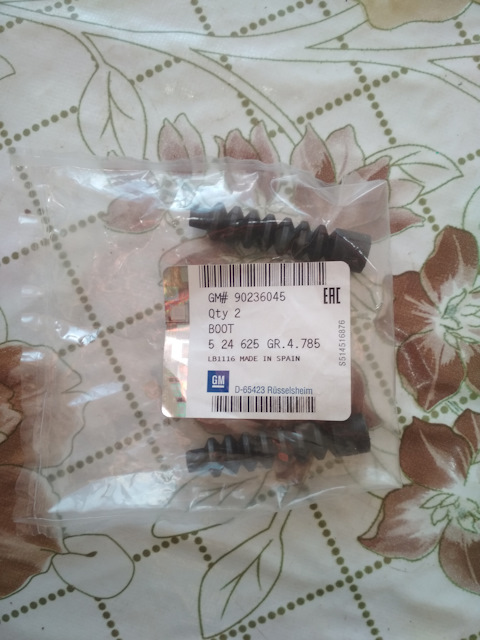 GM# 90236045
EAC
Qty 2
BOOT
5 24 625 GR.4.785
LB1116 MADE IN SPAIN
GM
D-65423 Rüsselsheim
S514516876